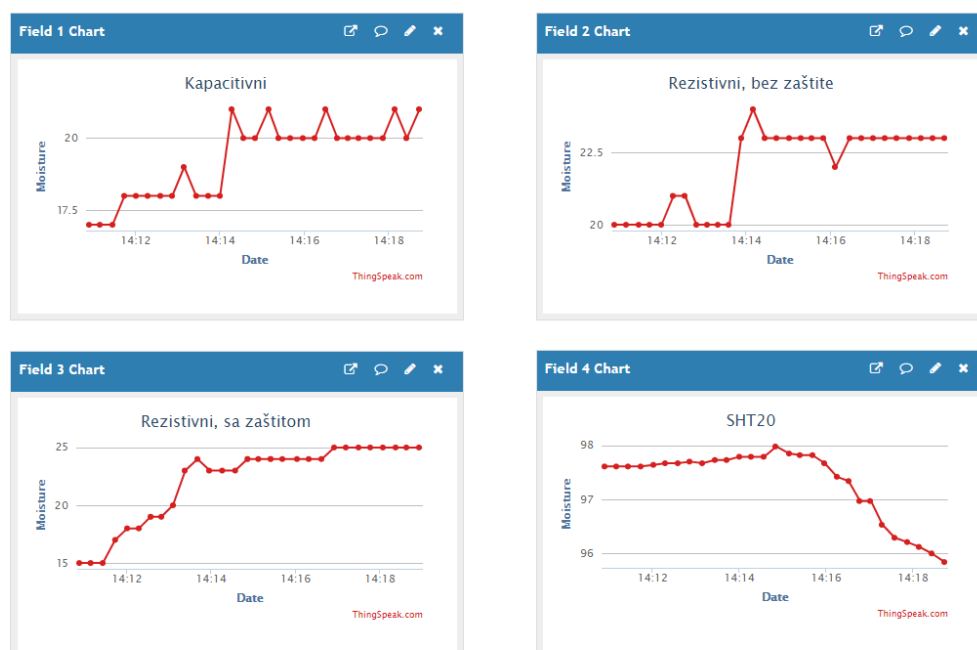 Field 1 Chart
Kapacitivni
Moisture
20
17.5
14:12 14:14 14:16 14:18
Date
ThingSpeak.com
Field 2 Chart
Rezistivni, bez zaštite
Moisture
22.5
20
14:12 14:14 14:16 14:18
Date
ThingSpeak.com
Field 3 Chart
Rezistivni, sa zaštitom
Moisture
25
20
15
14:12 14:14 14:16 14:18
Date
ThingSpeak.com
Field 4 Chart
SHT20
Moisture
98
97
96
14:12 14:14 14:16 14:18
Date
ThingSpeak.com